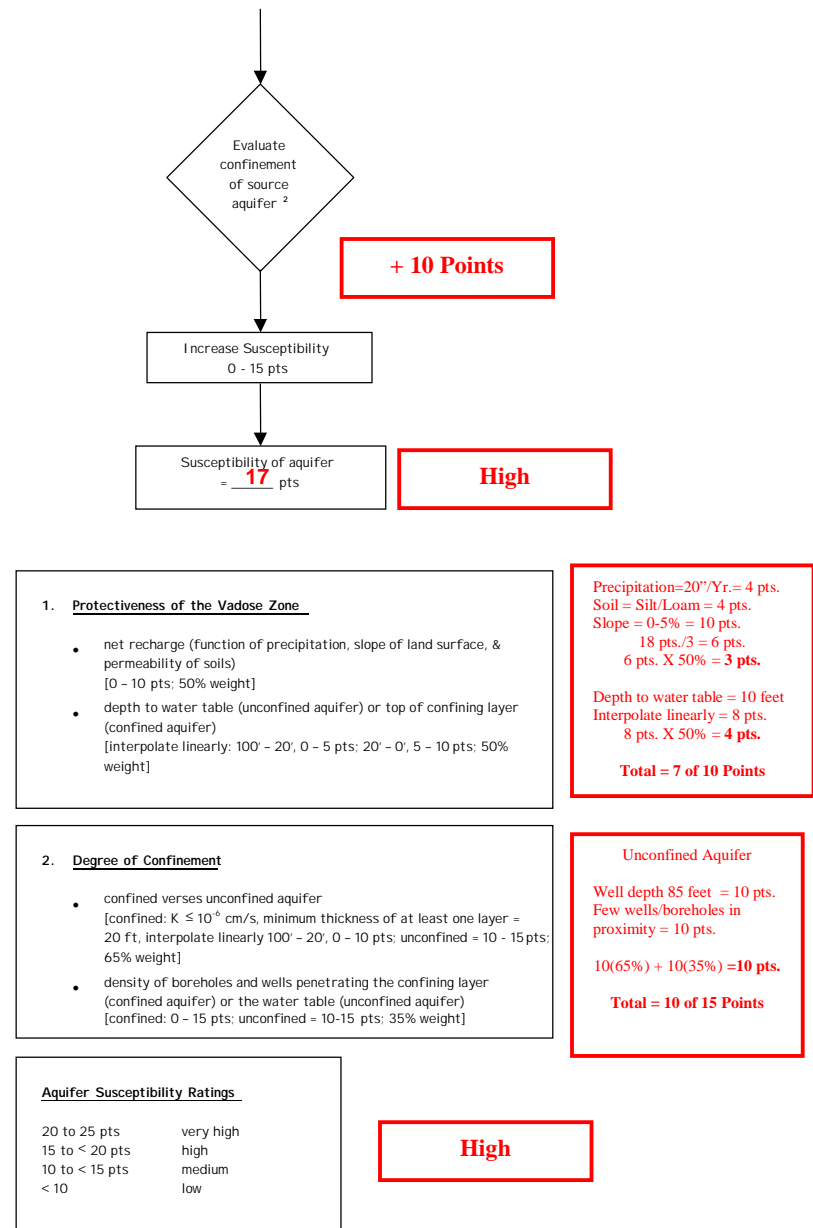 Evaluate
confinement
of source
aquifer ²
+ 10 Points
Increase Susceptibility
0 - 15 pts
Susceptibility of aquifer
= 17 pts
High
1. Protectiveness of the Vadose Zone
• net recharge (function of precipitation, slope of land surface, &
permeability of soils)
[0 – 10 pts; 50% weight]
• depth to water table (unconfined aquifer) or top of confining layer
(confined aquifer)
[interpolate linearly: 100' – 20', 0 – 5 pts; 20' – 0', 5 – 10 pts; 50%
weight]
Precipitation=20”/Yr.= 4 pts.
Soil = Silt/Loam = 4 pts.
Slope = 0-5% = 10 pts.
18 pts./3 = 6 pts.
6 pts. X 50% = 3 pts.
Depth to water table = 10 feet
Interpolate linearly = 8 pts.
8 pts. X 50% = 4 pts.
Total = 7 of 10 Points
2. Degree of Confinement
• confined verses unconfined aquifer
[confined: K ≤ 10⁻⁶ cm/s, minimum thickness of at least one layer =
20 ft, interpolate linearly 100' – 20', 0 – 10 pts; unconfined = 10 - 15 pts;
65% weight]
• density of boreholes and wells penetrating the confining layer
(confined aquifer) or the water table (unconfined aquifer)
[confined: 0 – 15 pts; unconfined = 10-15 pts; 35% weight]
Unconfined Aquifer
Well depth 85 feet = 10 pts.
Few wells/boreholes in
proximity = 10 pts.
10(65%) + 10(35%) =10 pts.
Total = 10 of 15 Points
Aquifer Susceptibility Ratings
20 to 25 pts very high
15 to < 20 pts high
10 to < 15 pts medium
< 10 low
High